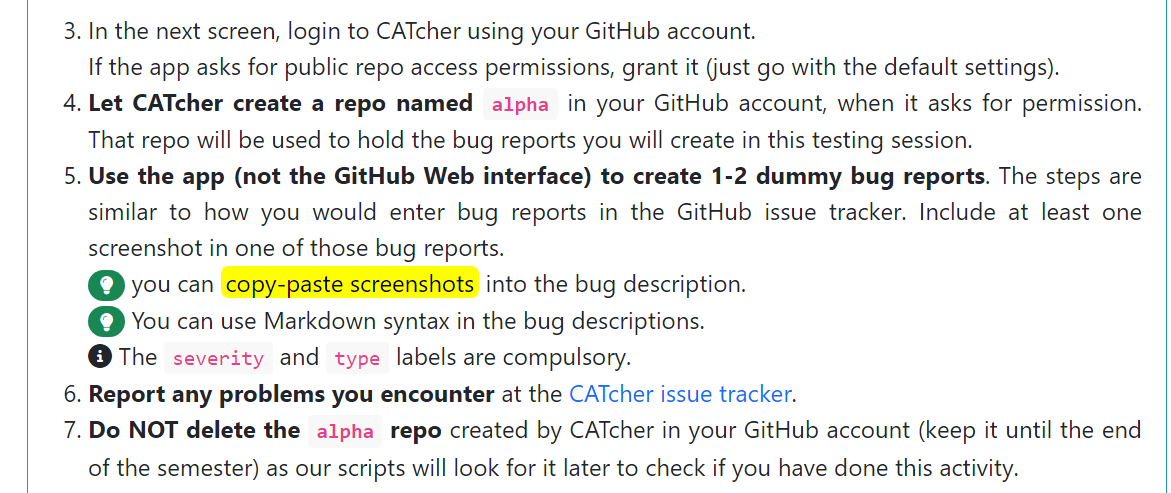 3. In the next screen, login to CATcher using your GitHub account.
If the app asks for public repo access permissions, grant it (just go with the default settings).
4. Let CATcher create a repo named alpha in your GitHub account, when it asks for permission.
That repo will be used to hold the bug reports you will create in this testing session.
5. Use the app (not the GitHub Web interface) to create 1-2 dummy bug reports. The steps are
similar to how you would enter bug reports in the GitHub issue tracker. Include at least one
screenshot in one of those bug reports.
you can copy-paste screenshots into the bug description.
You can use Markdown syntax in the bug descriptions.
The severity and type labels are compulsory.
6. Report any problems you encounter at the CATcher issue tracker.
7. Do NOT delete the alpha repo created by CATcher in your GitHub account (keep it until the end
of the semester) as our scripts will look for it later to check if you have done this activity.